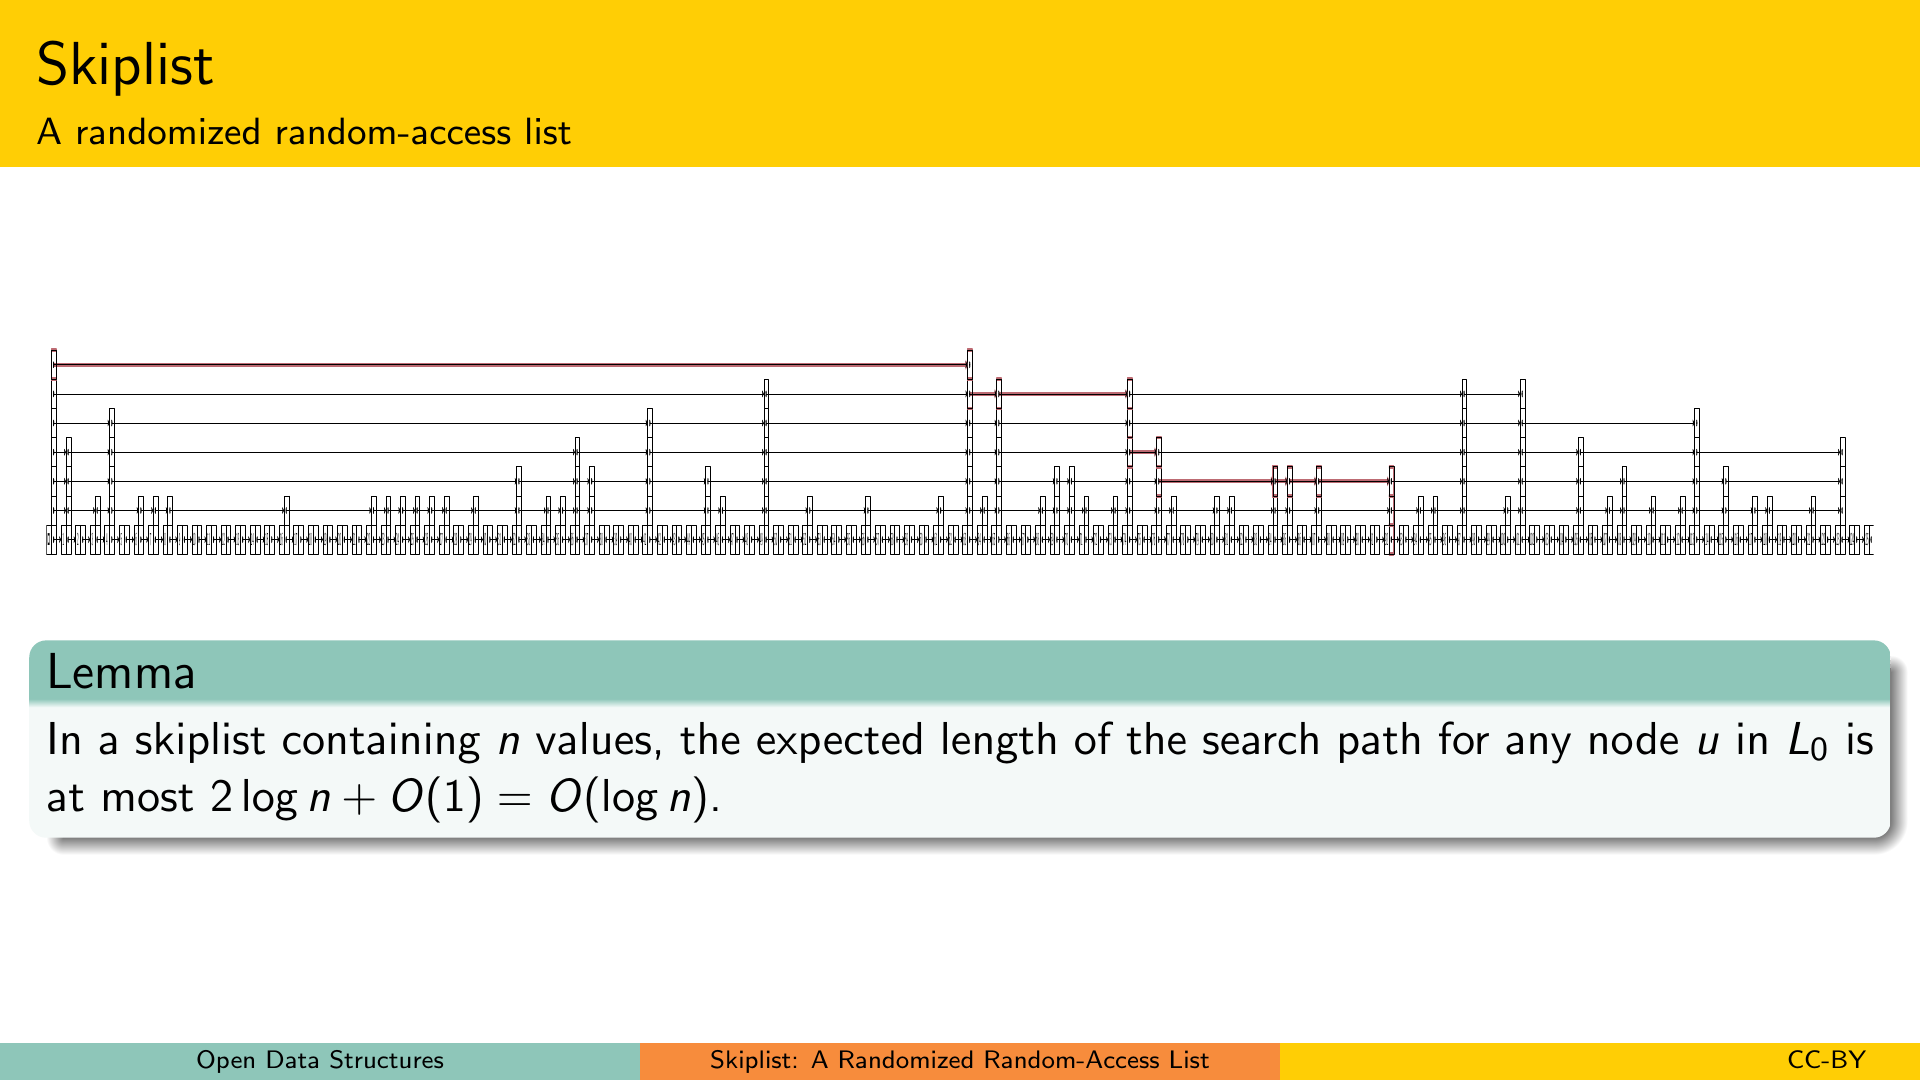 Skiplist
A randomized random-access list
Lemma
In a skiplist containing n values, the expected length of the search path for any node u in L₀ is
at most 2 log n + O(1) = O(log n).
Open Data Structures
Skiplist: A Randomized Random-Access List
CC-BY